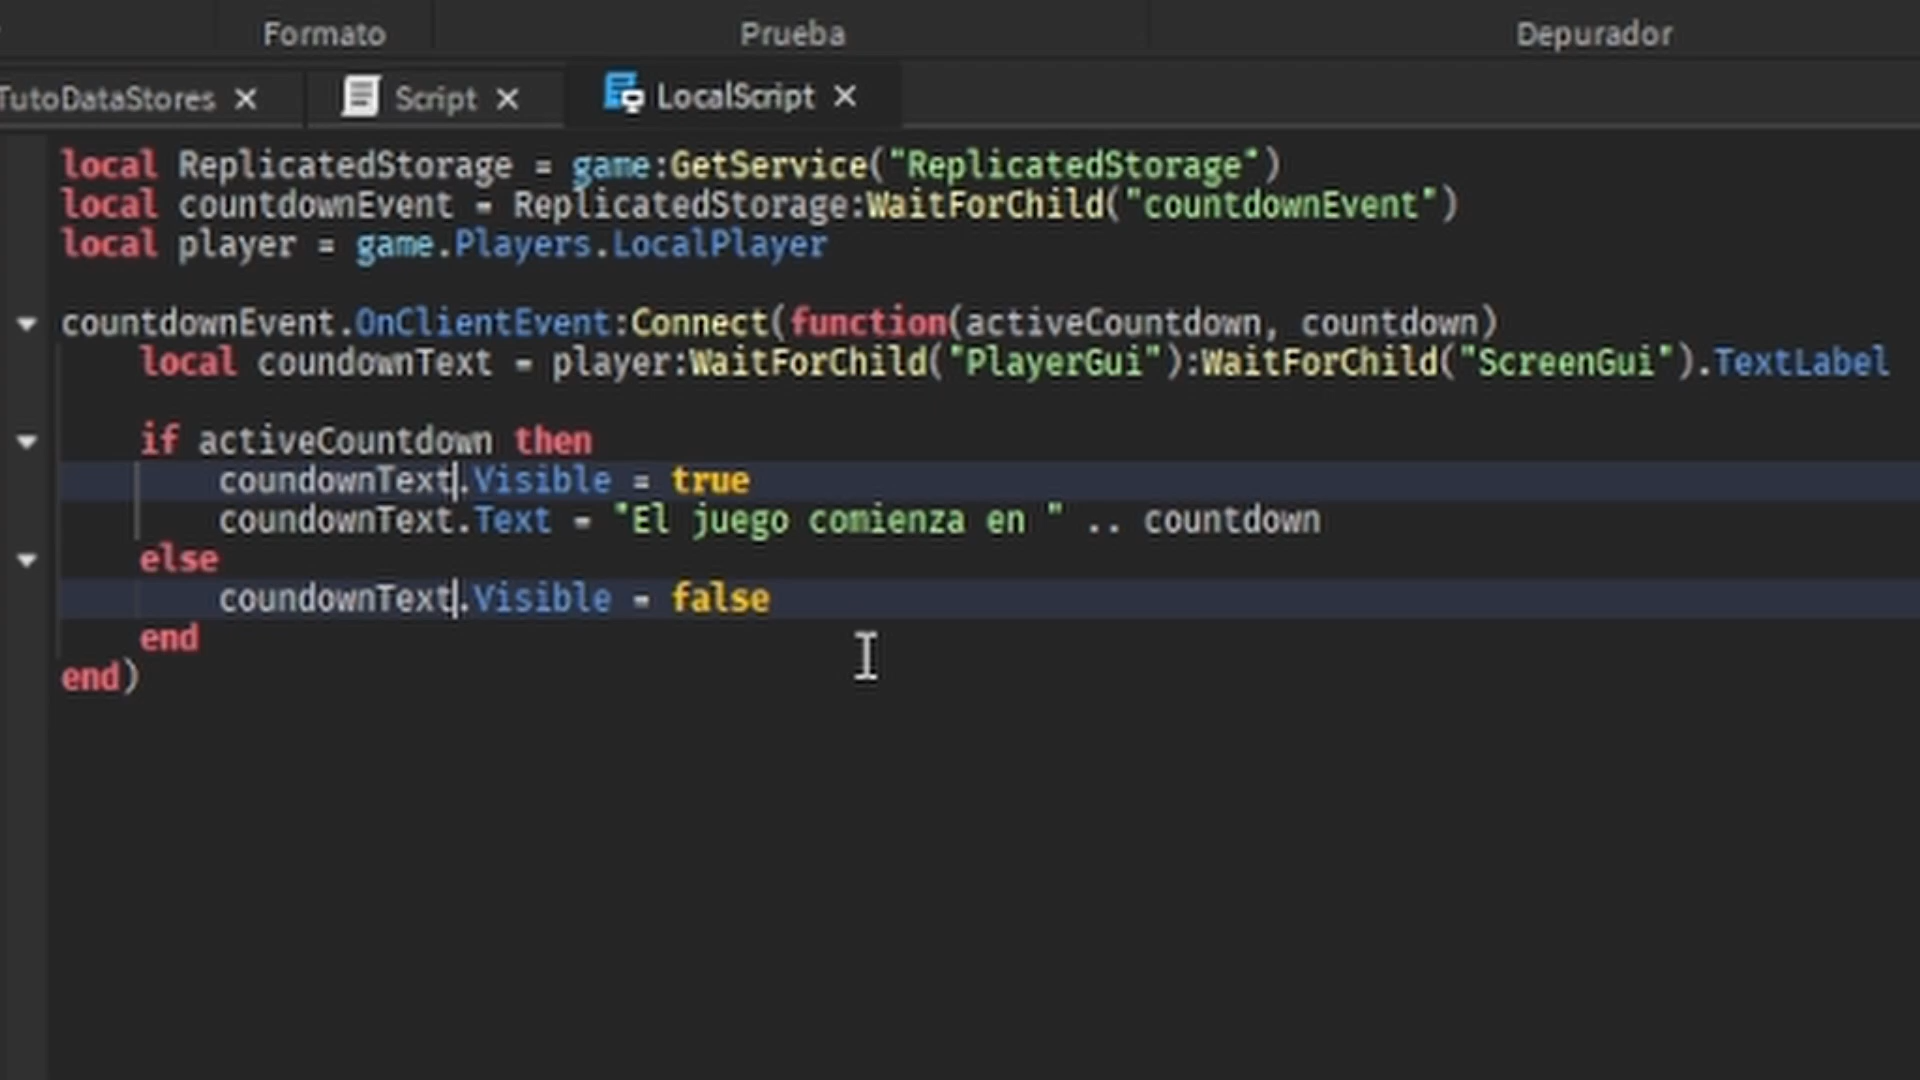 Formato Prueba Depurador
TutoDataStores Script LocalScript
local ReplicatedStorage = game:GetService("ReplicatedStorage")
local countdownEvent = ReplicatedStorage:WaitForChild("countdownEvent")
local player = game.Players.LocalPlayer
countdownEvent.OnClientEvent:Connect(function(activeCountdown, countdown)
local coundownText = player:WaitForChild("PlayerGui"):WaitForChild("ScreenGui").TextLabel
if activeCountdown then
coundownText.Visible = true
coundownText.Text = "El juego comienza en " .. countdown
else
coundownText.Visible = false
end
end)